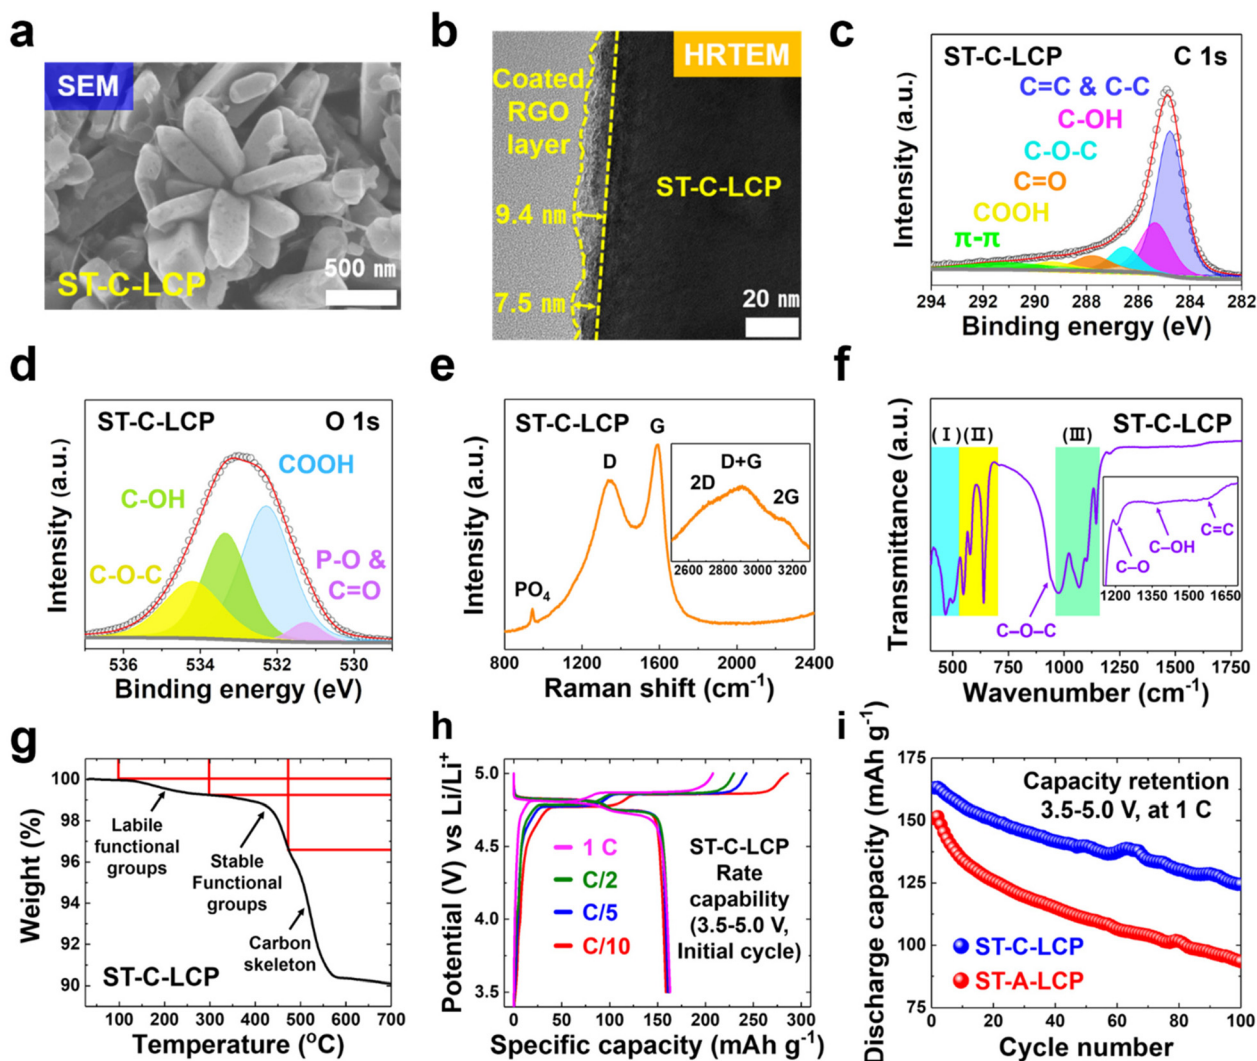 a
SEM
ST-C-LCP
500 nm
b
HRTEM
Coated
RGO
layer
ST-C-LCP
9.4 nm
7.5 nm
20 nm
c
ST-C-LCP C 1s
C=C & C-C
C-OH
C-O-C
C=O
COOH
π-π
Intensity (a.u.)
294 292 290 288 286 284 282
Binding energy (eV)
d
ST-C-LCP O 1s
COOH
C-OH
C-O-C
P-O &
C=O
Intensity (a.u.)
536 534 532 530
Binding energy (eV)
e
ST-C-LCP
G
D
D+G
2D
2G
2600 2800 3000 3200
PO4
Intensity (a.u.)
800 1200 1600 2000 2400
Raman shift (cm-1)
f
ST-C-LCP
(I) (II) (III)
C=C
C–OH
C–O
1200 1350 1500 1650
C–O–C
Transmittance (a.u.)
500 750 1000 1250 1500 1750
Wavenumber (cm-1)
g
100
98
96
94
92
90
Labile
functional
groups
Stable
Functional
groups
Carbon
skeleton
ST-C-LCP
Weight (%)
100 200 300 400 500 600 700
Temperature (oC)
h
Potential (V) vs Li/Li+
5.0
4.5
4.0
3.5
1 C
C/2
C/5
C/10
ST-C-LCP
Rate
capability
(3.5-5.0 V,
Initial cycle)
0 50 100 150 200 250 300
Specific capacity (mAh g-1)
i
Discharge capacity (mAh g-1)
175
150
125
100
75
Capacity retention
3.5-5.0 V, at 1 C
ST-C-LCP
ST-A-LCP
0 20 40 60 80 100
Cycle number